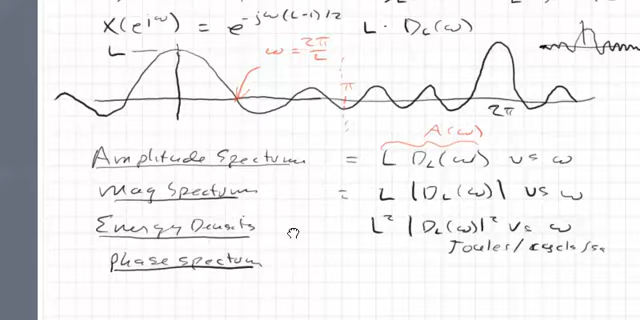 X(e^jω) = e^-jω(L-1)/2 L · D_L(ω)
L
ω = 2π/L
π
2π
A(ω)
Amplitude Spectrum = L D_L(ω) vs ω
Mag Spectrum = L |D_L(ω)| vs ω
Energy Density L² |D_L(ω)|² vs ω
Joules/cycle/sa
Phase spectrum